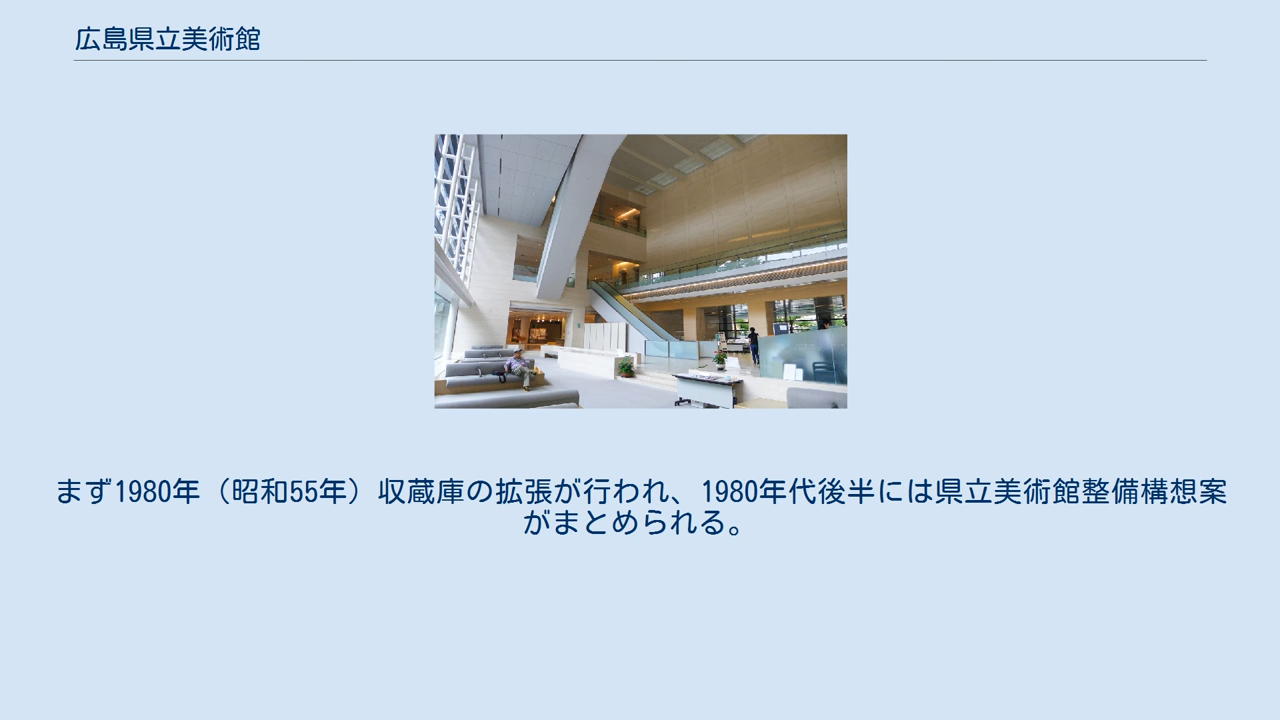 広島県立美術館
まず1980年（昭和55年）収蔵庫の拡張が行われ、1980年代後半には県立美術館整備構想案
がまとめられる。